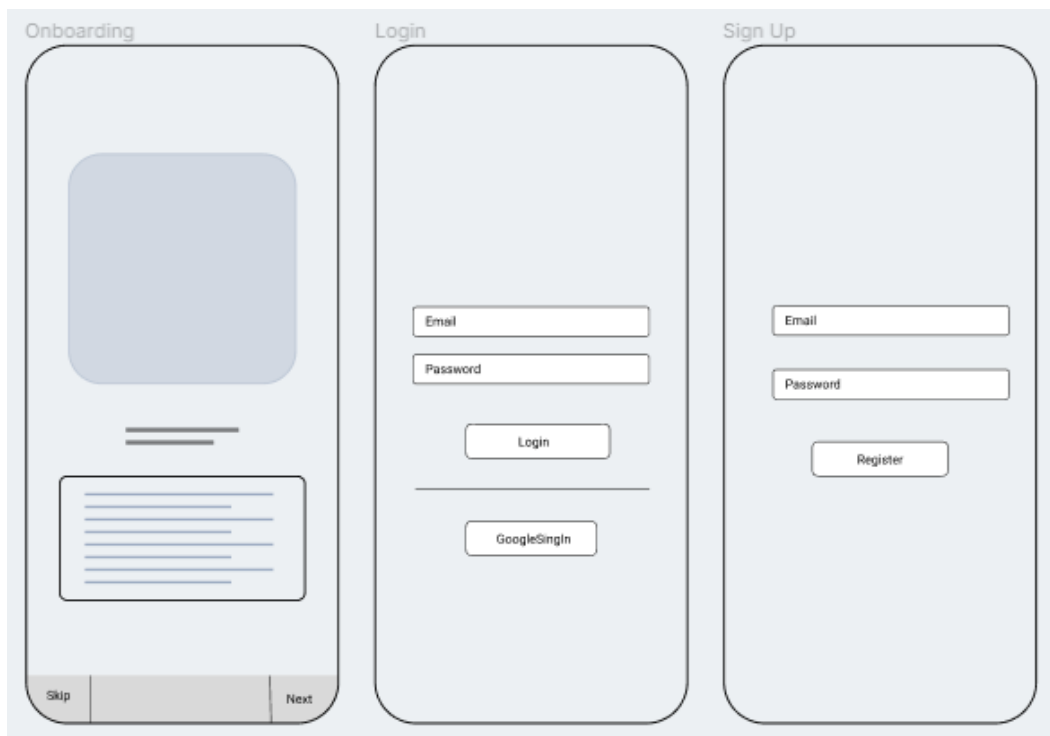 Onboarding
Skip
Next
Login
Email
Password
Login
GoogleSingIn
Sign Up
Email
Password
Register